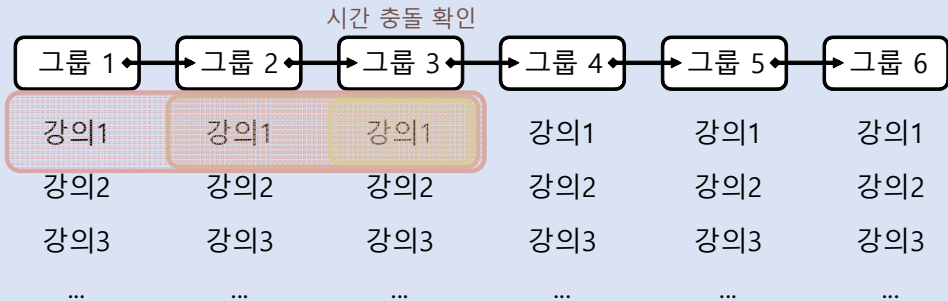 시간 충돌 확인
그룹 1 그룹 2 그룹 3 그룹 4 그룹 5 그룹 6
강의1 강의1 강의1 강의1 강의1 강의1
강의2 강의2 강의2 강의2 강의2 강의2
강의3 강의3 강의3 강의3 강의3 강의3
... ... ... ... ... ...